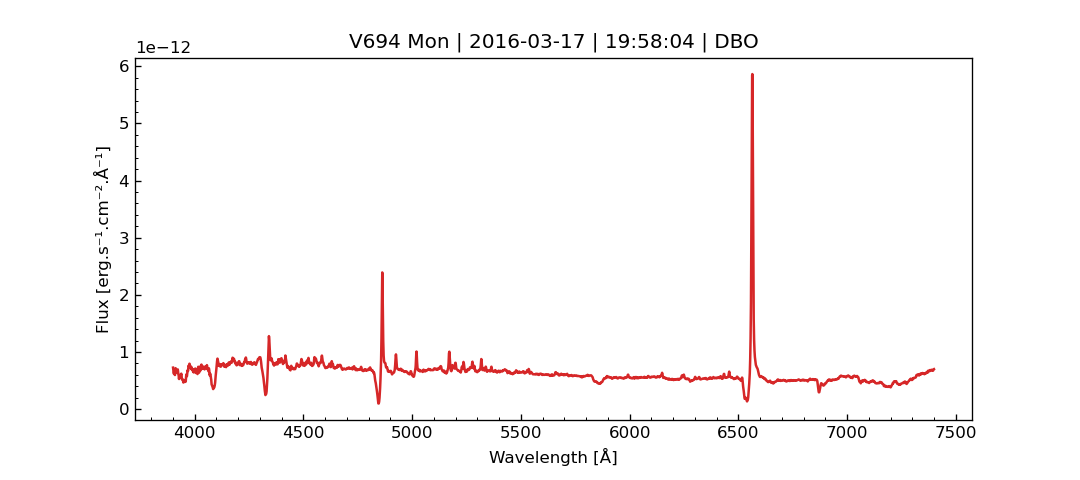 V694 Mon | 2016-03-17 | 19:58:04 | DBO
1e−12
6
5
4
3
2
1
0
Flux [erg.s⁻¹.cm⁻².Å⁻¹]
4000 4500 5000 5500 6000 6500 7000 7500
Wavelength [Å]